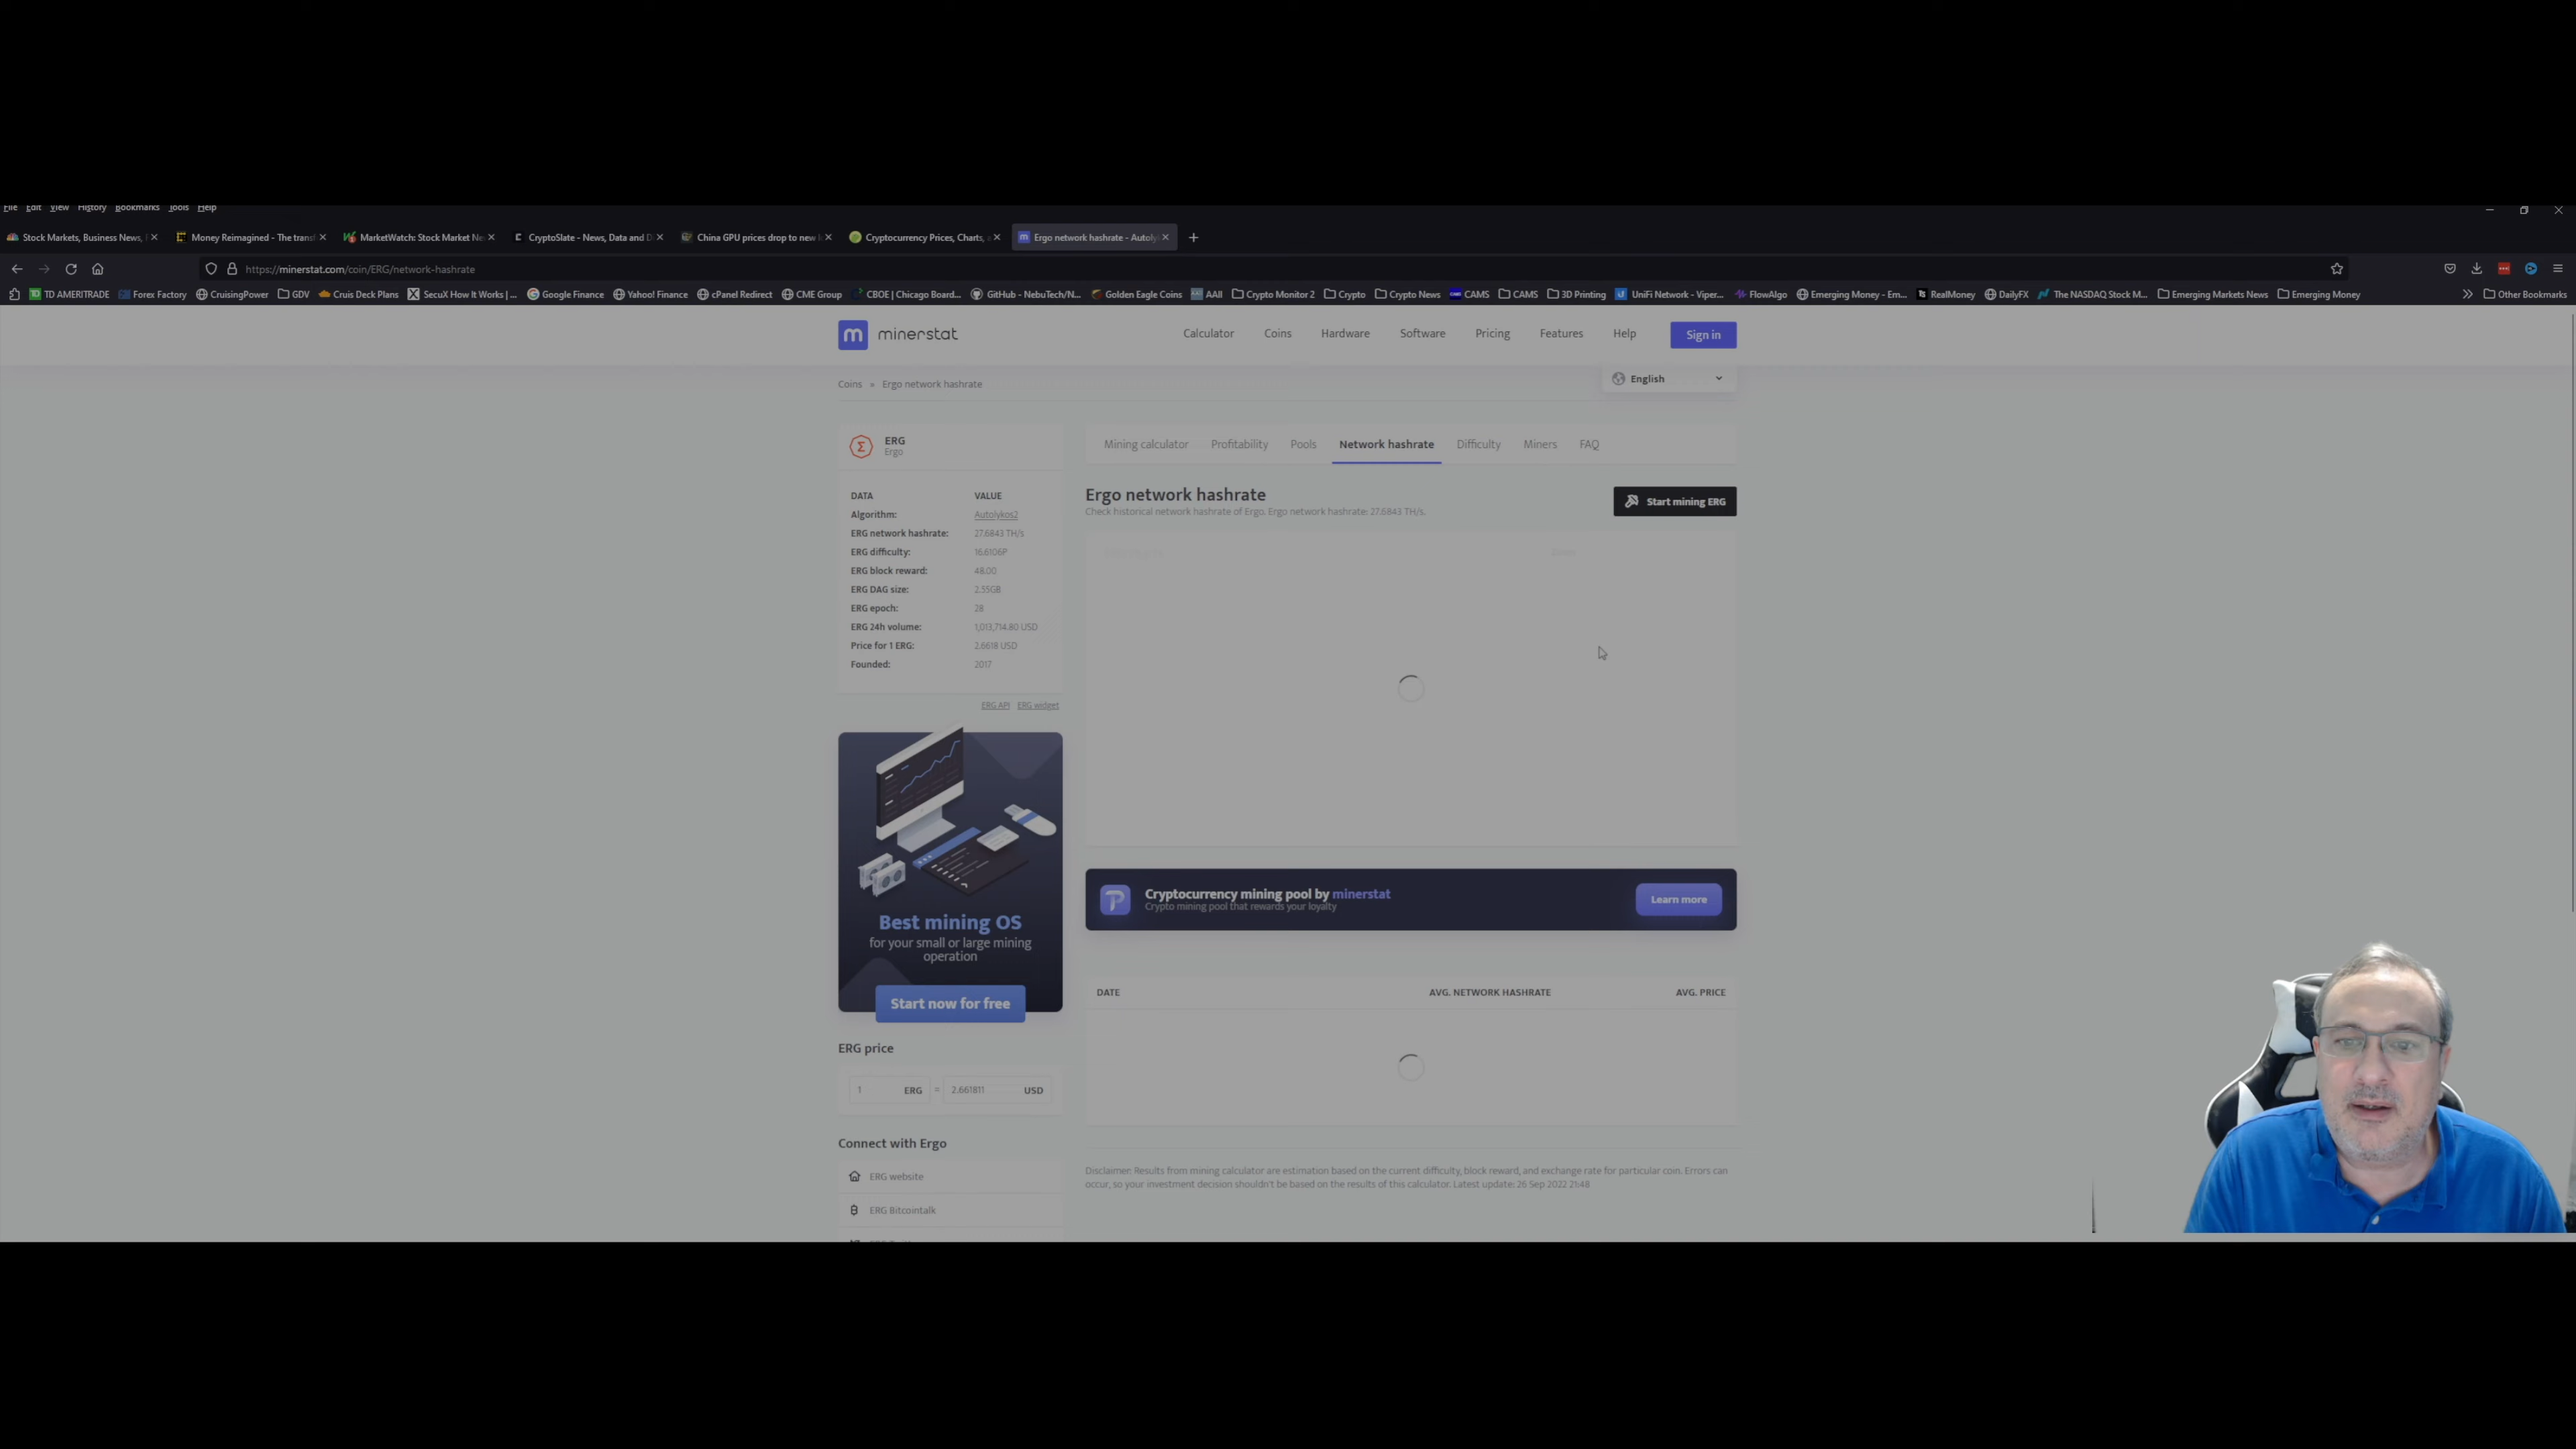 File Edit View History Bookmarks Tools Help
Stock Markets, Business News, Money Reimagined - The transf MarketWatch: Stock Market Ne CryptoSlate - News, Data and D China GPU prices drop to new l Cryptocurrency Prices, Charts, a Ergo network hashrate - Autoly
https://minerstat.com/coin/ERG/network-hashrate
TD AMERITRADE Forex Factory CruisingPower GDV Cruis Deck Plans SecuX How It Works | ... Google Finance Yahoo! Finance cPanel Redirect CME Group CBOE | Chicago Board... GitHub - NebuTech/N... Golden Eagle Coins AAII Crypto Monitor 2 Crypto Crypto News CAMS CAMS 3D Printing UniFi Network - Viper... FlowAlgo Emerging Money - Em... RealMoney DailyFX The NASDAQ Stock M... Emerging Markets News Emerging Money Other Bookmarks
minerstat Calculator Coins Hardware Software Pricing Features Help Sign in
Coins » Ergo network hashrate
English
ERG
Ergo
DATA VALUE
Algorithm: Autolykos2
ERG network hashrate: 27.6843 TH/s
ERG difficulty: 16.6106P
ERG block reward: 48.00
ERG DAG size: 2.55GB
ERG epoch: 28
ERG 24h volume: 1,013,714.80 USD
Price for 1 ERG: 2.6618 USD
Founded: 2017
ERG API ERG widget
Best mining OS
for your small or large mining
operation
Start now for free
ERG price
1 ERG = 2.661811 USD
Connect with Ergo
ERG website
ERG Bitcointalk
Mining calculator Profitability Pools Network hashrate Difficulty Miners FAQ
Ergo network hashrate
Check historical network hashrate of Ergo. Ergo network hashrate: 27.6843 TH/s.
Start mining ERG
Cryptocurrency mining pool by minerstat
Crypto mining pool that rewards your loyalty
Learn more
DATE AVG. NETWORK HASHRATE AVG. PRICE
Disclaimer: Results from mining calculator are estimation based on the current difficulty, block reward, and exchange rate for particular coin. Errors can
occur, so your investment decision shouldn't be based on the results of this calculator. Latest update: 26 Sep 2022 21:48